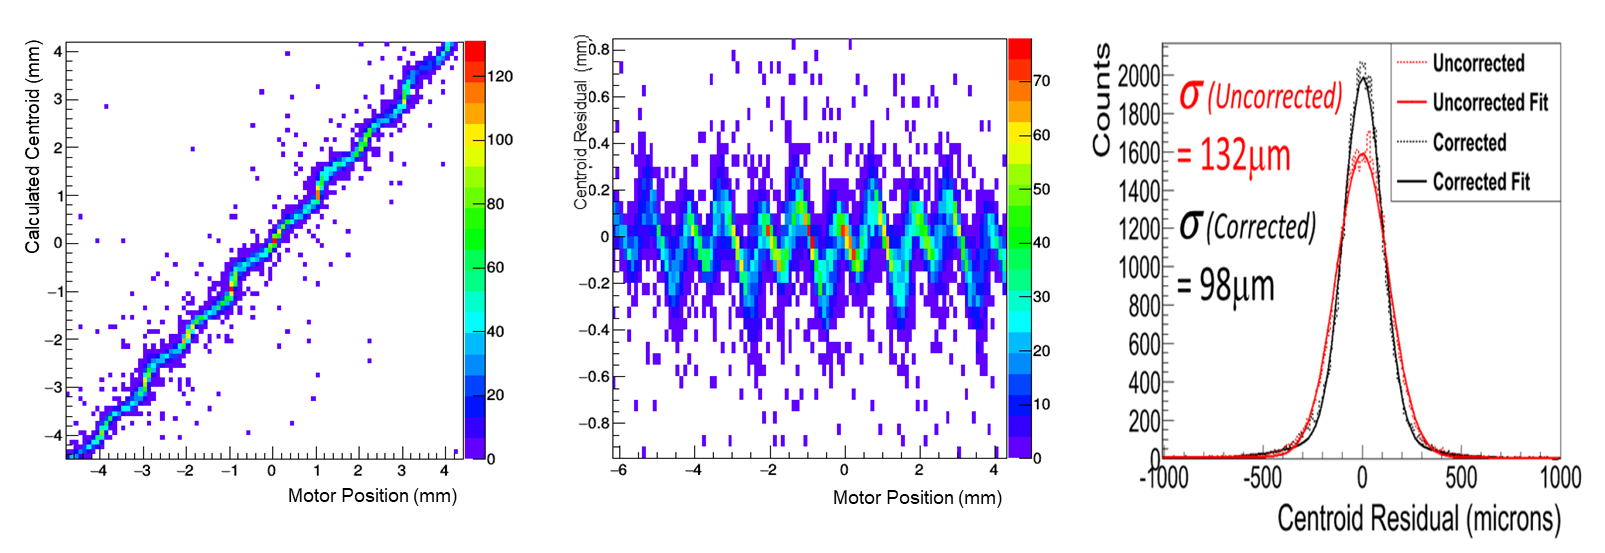 Calculated Centroid (mm)
4
3
2
1
0
−1
−2
−3
−4
−4 −3 −2 −1 0 1 2 3 4
Motor Position (mm)
120
100
80
60
40
20
0
Centroid Residual (mm)
0.8
0.6
0.4
0.2
0
−0.2
−0.4
−0.6
−0.8
−6 −4 −2 0 2 4
Motor Position (mm)
70
60
50
40
30
20
10
0
Counts
2000
1800
1600
1400
1200
1000
800
600
400
200
0
-1000 -500 0 500 1000
Centroid Residual (microns)
σ (Uncorrected)
= 132μm
σ (Corrected)
= 98μm
Uncorrected
Uncorrected Fit
Corrected
Corrected Fit